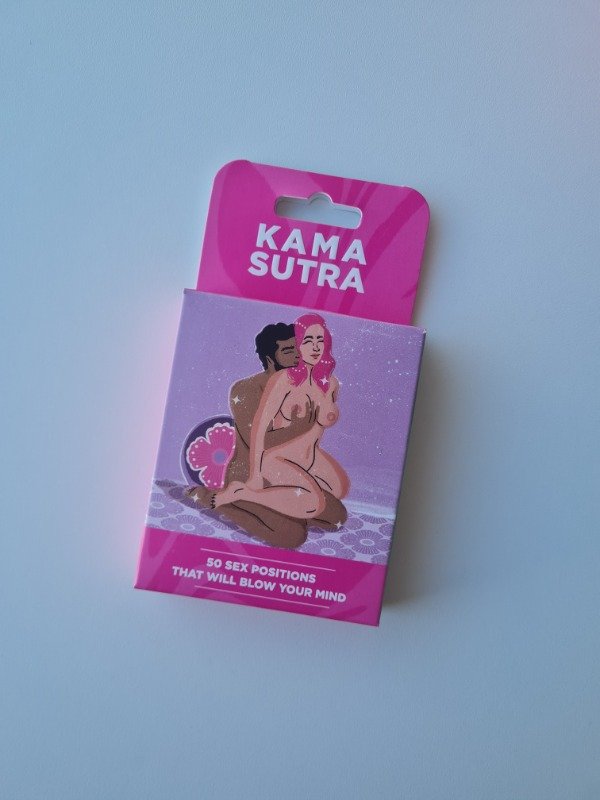 KAMA
SUTRA
50 SEX POSITIONS
THAT WILL BLOW YOUR MIND